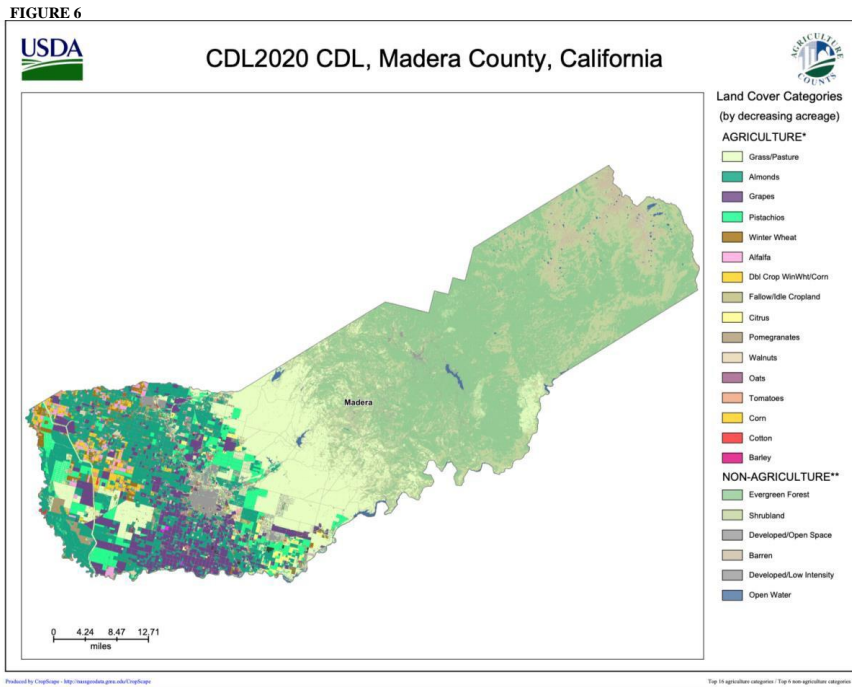 FIGURE 6
USDA
CDL2020 CDL, Madera County, California
AGRICULTURE
COUNTS
Land Cover Categories
(by decreasing acreage)
AGRICULTURE*
Grass/Pasture
Almonds
Grapes
Pistachios
Winter Wheat
Alfalfa
Dbl Crop WinWht/Corn
Fallow/Idle Cropland
Citrus
Pomegranates
Walnuts
Oats
Tomatoes
Corn
Cotton
Barley
NON-AGRICULTURE**
Evergreen Forest
Shrubland
Developed/Open Space
Barren
Developed/Low Intensity
Open Water
Madera
0 4.24 8.47 12.71
miles
Produced by CropScape - http://nassgeodata.gmu.edu/CropScape
Top 16 agriculture categories / Top 6 non-agriculture categories